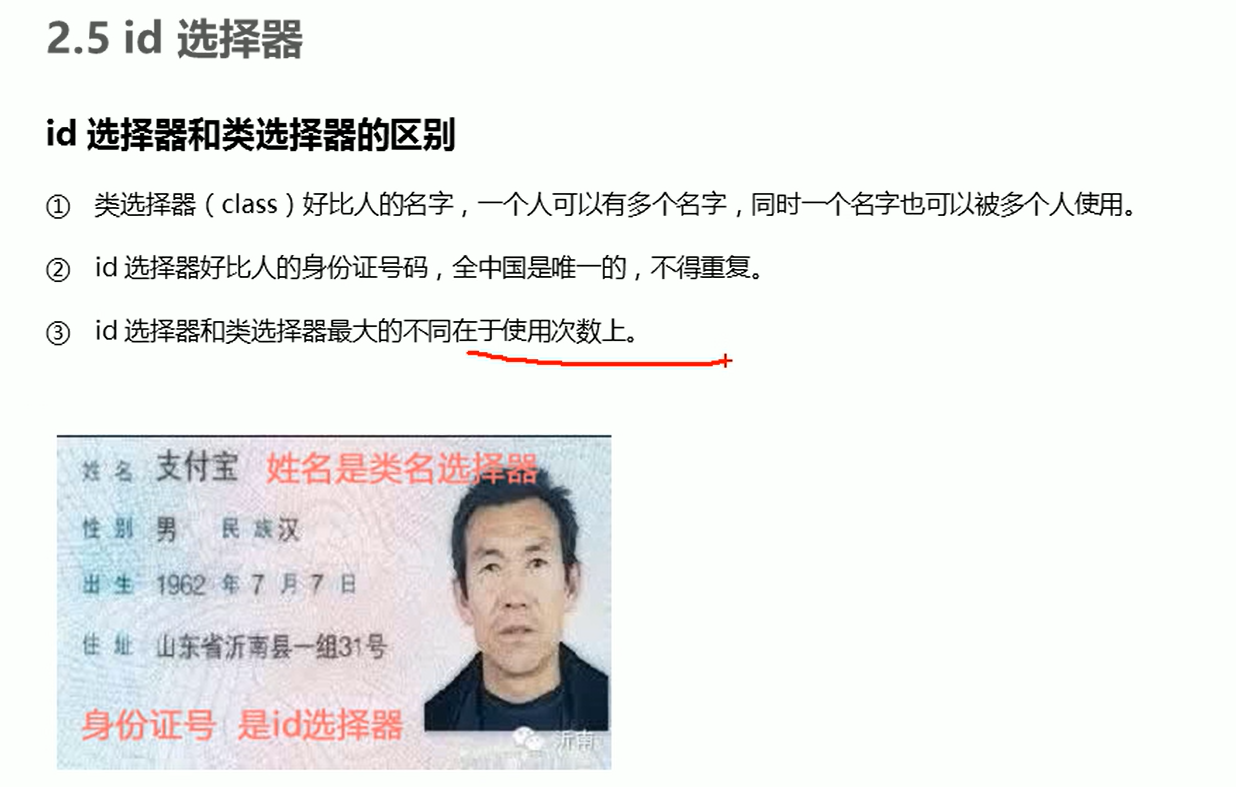 2.5 id 选择器
id 选择器和类选择器的区别
① 类选择器（class）好比人的名字，一个人可以有多个名字，同时一个名字也可以被多个人使用。
② id 选择器好比人的身份证号码，全中国是唯一的，不得重复。
③ id 选择器和类选择器最大的不同在于使用次数上。
姓名 支付宝 姓名是类名选择器
性别 男 民族 汉
出生 1962 年 7 月 7 日
住址 山东省沂南县一组31号
身份证号 是id选择器
沂南